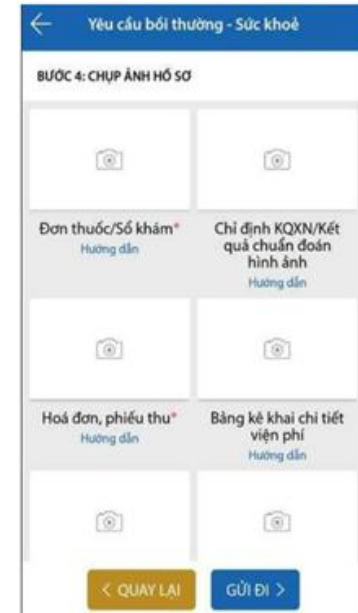 Yêu cầu bồi thường - Sức khoẻ
BƯỚC 4: CHỤP ẢNH HỒ SƠ
Đơn thuốc/Sổ khám*
Hướng dẫn
Chỉ định KQXN/Kết
quả chuẩn đoán
hình ảnh
Hướng dẫn
Hoá đơn, phiếu thu*
Hướng dẫn
Bảng kê khai chi tiết
viện phí
Hướng dẫn
< QUAY LẠI
GỬI ĐI >